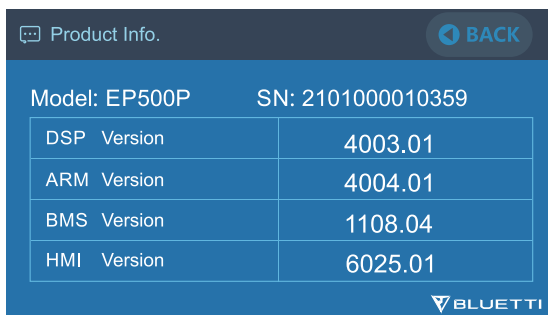 Product Info.
BACK
Model: EP500P SN: 2101000010359
DSP Version 4003.01
ARM Version 4004.01
BMS Version 1108.04
HMI Version 6025.01
BLUETTI